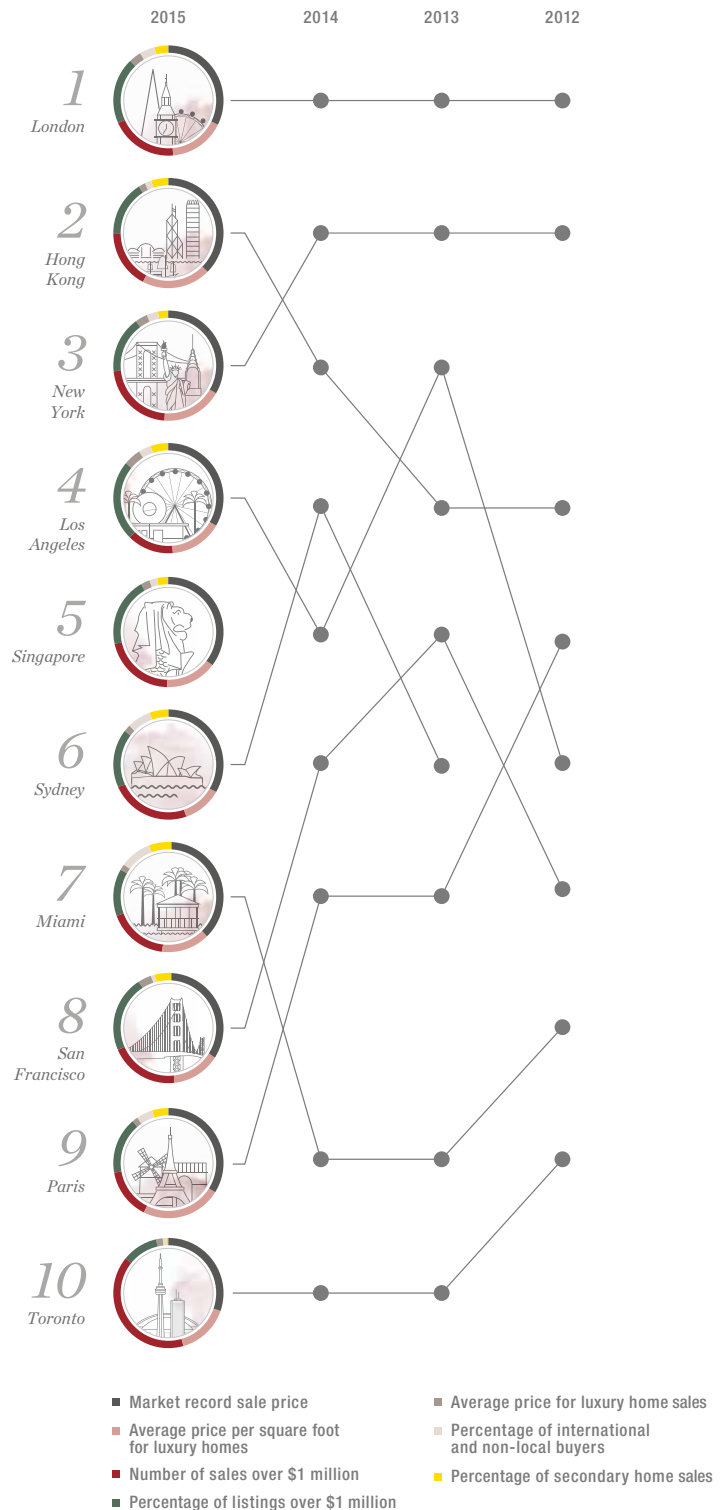 2015 2014 2013 2012
1
London
2
Hong
Kong
3
New
York
4
Los
Angeles
5
Singapore
6
Sydney
7
Miami
8
San
Francisco
9
Paris
10
Toronto
Market record sale price
Average price per square foot
for luxury homes
Number of sales over $1 million
Percentage of listings over $1 million
Average price for luxury home sales
Percentage of international
and non-local buyers
Percentage of secondary home sales